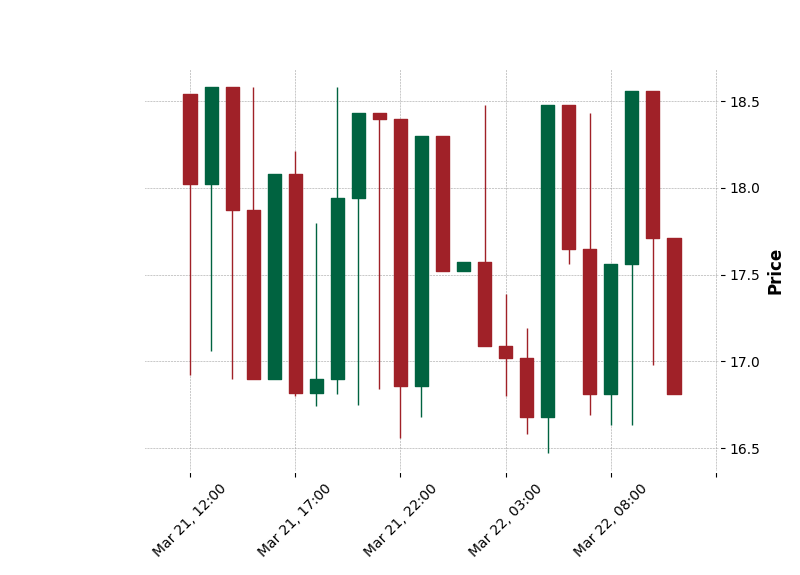 18.5
18.0
17.5
17.0
16.5
Price
Mar 21, 12:00
Mar 21, 17:00
Mar 21, 22:00
Mar 22, 03:00
Mar 22, 08:00